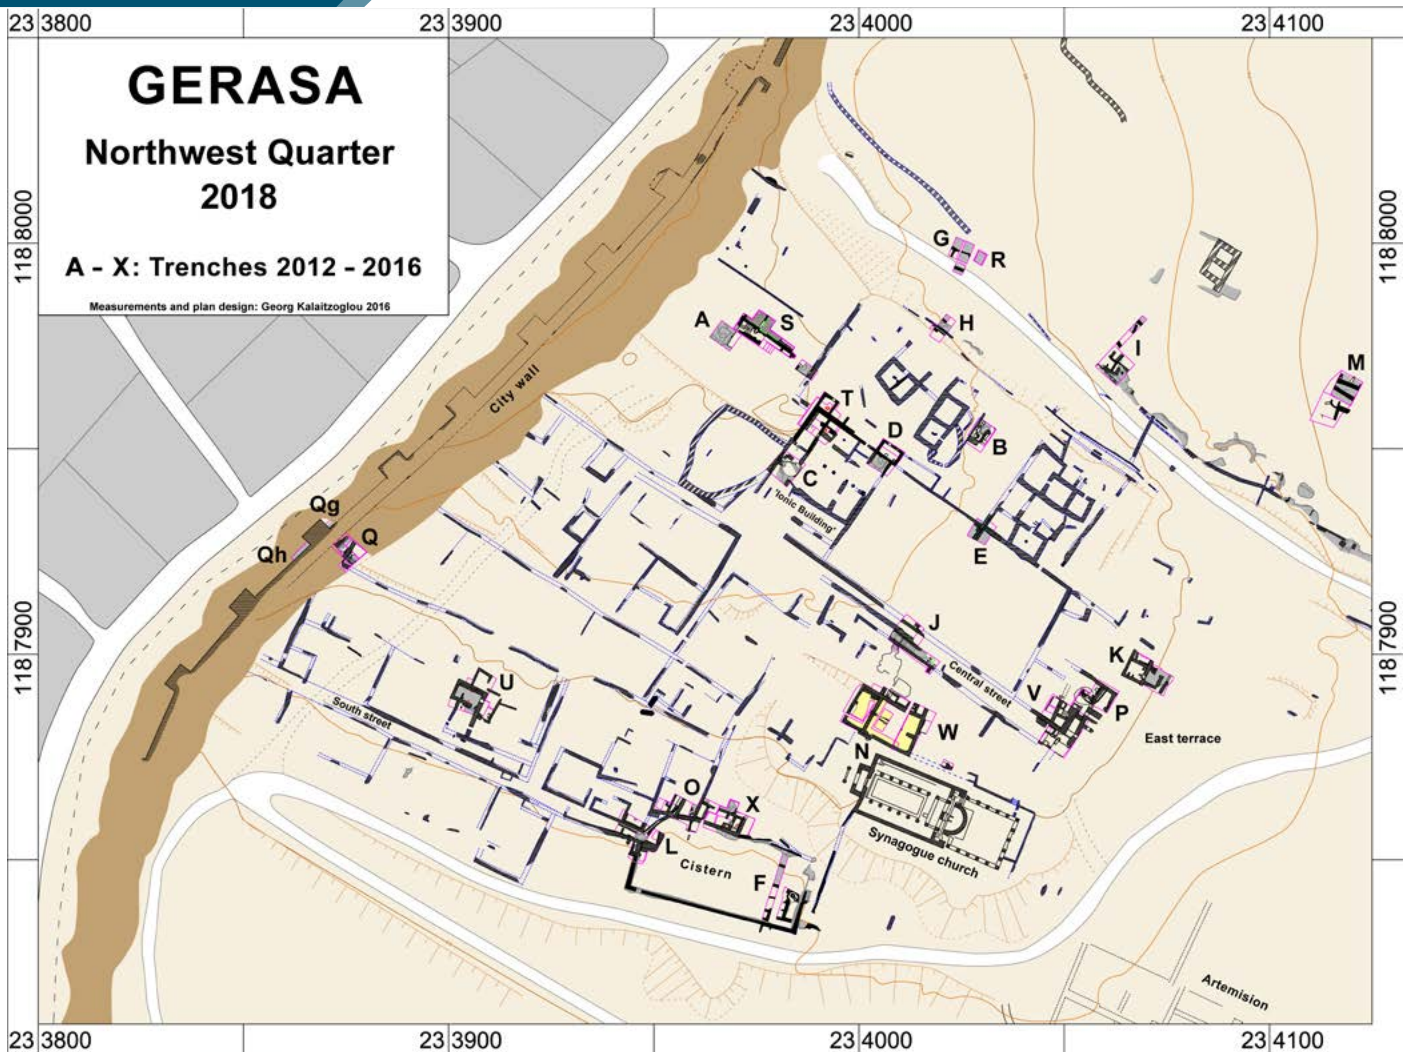 23 3800
23 3900
23 4000
23 4100
GERASA
Northwest Quarter
2018
A - X: Trenches 2012 - 2016
Measurements and plan design: Georg Kalaitzoglou 2016
118 8000
118 8000
G
R
A
S
H
I
M
City wall
T
D
B
C
"Ionic Building"
Qg
Q
Qh
E
J
118 7900
118 7900
K
U
Central street
V
P
South street
W
East terrace
N
O
X
L
Synagogue church
Cistern
F
Artemision
23 3800
23 3900
23 4000
23 4100